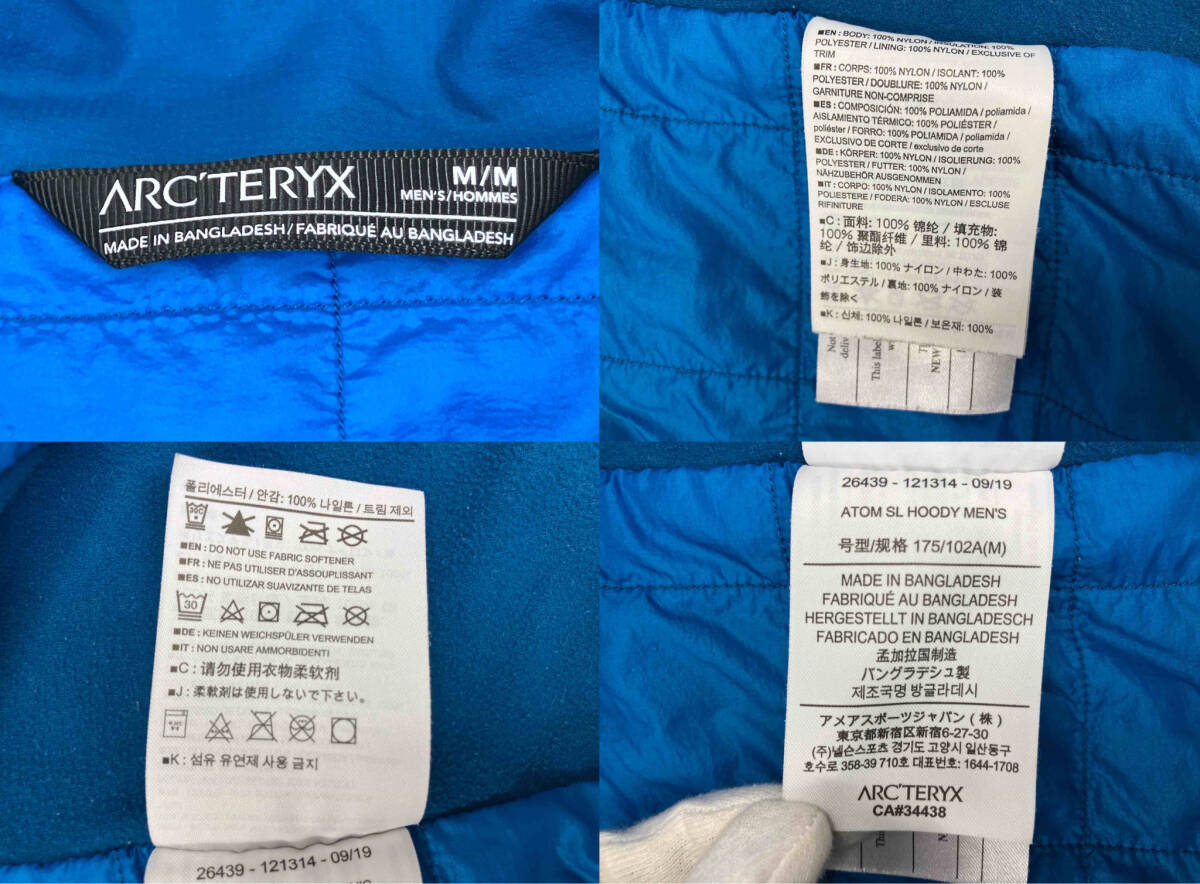 ARC'TERYX
M/M
MEN'S/HOMMES
MADE IN BANGLADESH/FABRIQUÉ AU BANGLADESH
■EN: BODY: 100% NYLON / INSULATION: 100%
POLYESTER / LINING: 100% NYLON / EXCLUSIVE OF
TRIM
■FR: CORPS: 100% NYLON / ISOLANT: 100%
POLYESTER / DOUBLURE: 100% NYLON /
GARNITURE NON-COMPRISE
■ES: COMPOSICIÓN: 100% POLIAMIDA / poliamida /
AISLAMIENTO TÉRMICO: 100% POLIÉSTER /
poliéster / FORRO: 100% POLIAMIDA / poliamida /
EXCLUSIVO DE CORTE / exclusivo de corte
■DE: KÖRPER: 100% NYLON / ISOLIERUNG: 100%
POLYESTER / FUTTER: 100% NYLON /
NÄHZUBEHÖR AUSGENOMMEN
■IT: CORPO: 100% NYLON / ISOLAMENTO: 100%
POLIESTERE / FODERA: 100% NYLON / ESCLUSE
RIFINITURE
■C: 面料: 100% 锦纶 / 填充物:
100% 聚酯纤维 / 里料: 100% 锦
纶 / 饰边除外
■J: 身生地: 100% ナイロン / 中わた: 100%
ポリエステル / 裏地: 100% ナイロン / 装
飾を除く
■K: 신체: 100% 나일론 / 보온재: 100%
Not
deliv
This label
NEW
폴리에스터 / 안감: 100% 나일론 / 트림 제외
30C
■EN: DO NOT USE FABRIC SOFTENER
■FR: NE PAS UTILISER D'ASSOUPLISSANT
■ES: NO UTILIZAR SUAVIZANTE DE TELAS
30
■DE: KEINEN WEICHSPÜLER VERWENDEN
■IT: NON USARE AMMORBIDENTI
■C: 请勿使用衣物柔软剂
■J: 柔軟剤は使用しないで下さい。
■K: 섬유 유연제 사용 금지
26439 - 121314 - 09/19
26439 - 121314 - 09/19
ATOM SL HOODY MEN'S
号型/规格 175/102A(M)
MADE IN BANGLADESH
FABRIQUÉ AU BANGLADESH
HERGESTELLT IN BANGLADESCH
FABRICADO EN BANGLADESH
孟加拉国制造
バングラデシュ製
제조국명 방글라데시
アメアスポーツジャパン (株)
東京都新宿区新宿6-27-30
(주)넬슨스포츠 경기도 고양시 일산동구
호수로 358-39 710호 대표번호: 1644-1708
ARC'TERYX
CA#34438
This